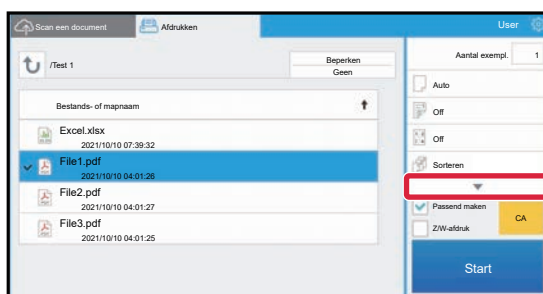 Scan een document
Afdrukken
User
/Test 1
Beperken
Geen
Aantal exempl. 1
Bestands- of mapnaam
Auto
Excel.xlsx
2021/10/10 07:39:32
Off
File1.pdf
2021/10/10 04:01:26
Off
File2.pdf
2021/10/10 04:01:27
Sorteren
File3.pdf
2021/10/10 04:01:25
Passend maken
Z/W-afdruk
CA
Start